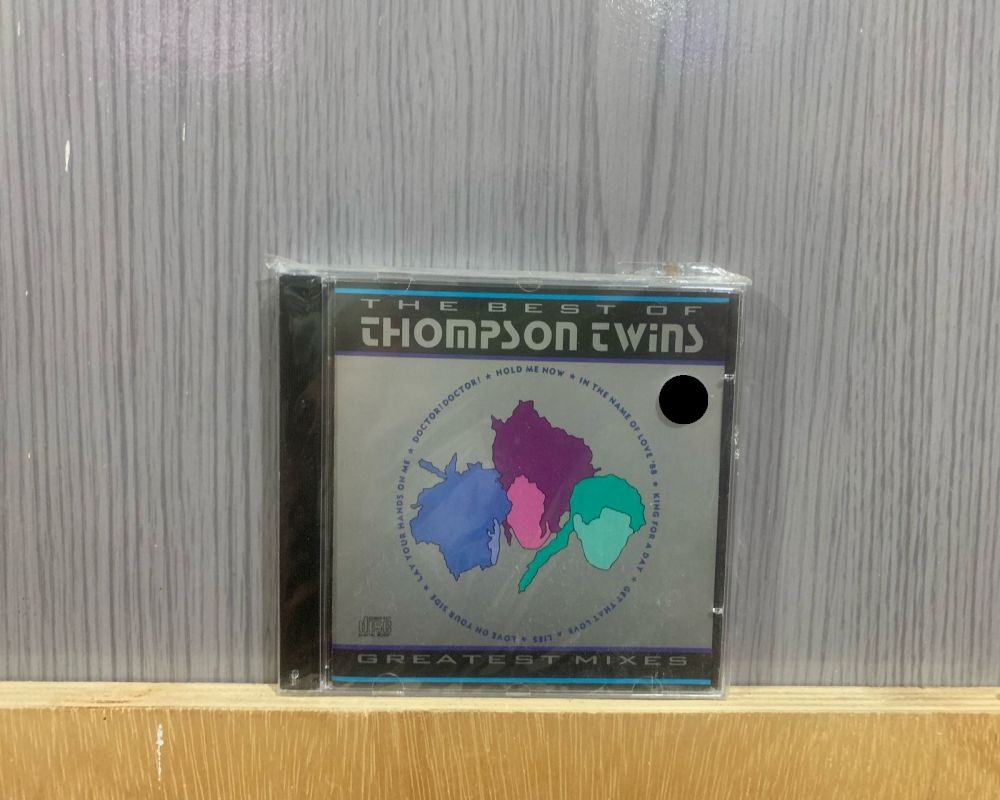 THE BEST OF
THOMPSON TWINS
DOCTOR! DOCTOR! ★ HOLD ME NOW ★ IN THE NAME OF LOVE '88 ★ KING FOR A DAY ★ GET THAT LOVE ★ LIES ★ LOVE ON YOUR SIDE ★ LAY YOUR HANDS ON ME ★
GREATEST MIXES